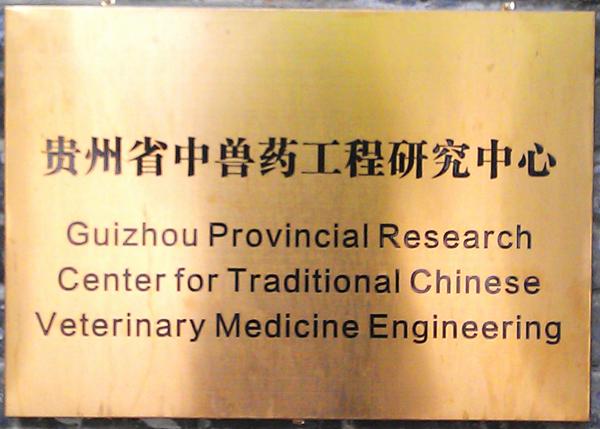 贵州省中兽药工程研究中心
Guizhou Provincial Research
Center for Traditional Chinese
Veterinary Medicine Engineering